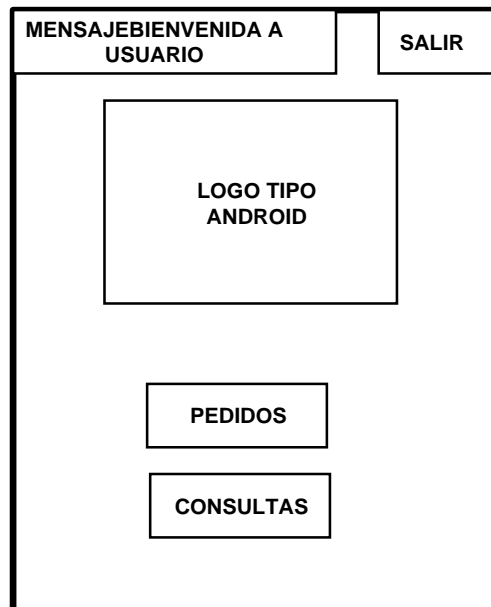 MENSAJEBIENVENIDA A
USUARIO
SALIR
LOGO TIPO
ANDROID
PEDIDOS
CONSULTAS